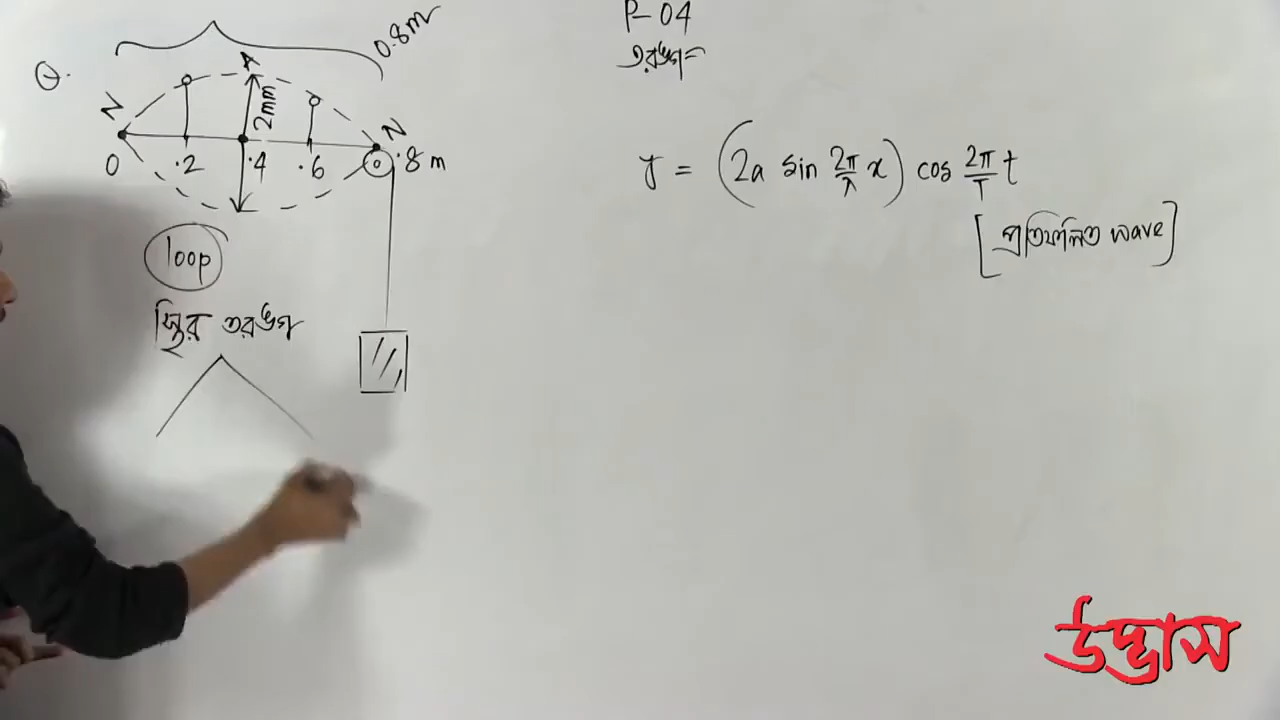 P-04
তরঙ্গ
0.8m
Θ.
N
A
N
2mm
0 .2 .4 .6 .8 m
loop
স্থির তরঙ্গ
y = (2a sin 2π/λ x) cos 2π/T t
[প্রতিফলিত wave]
উদ্ভাস